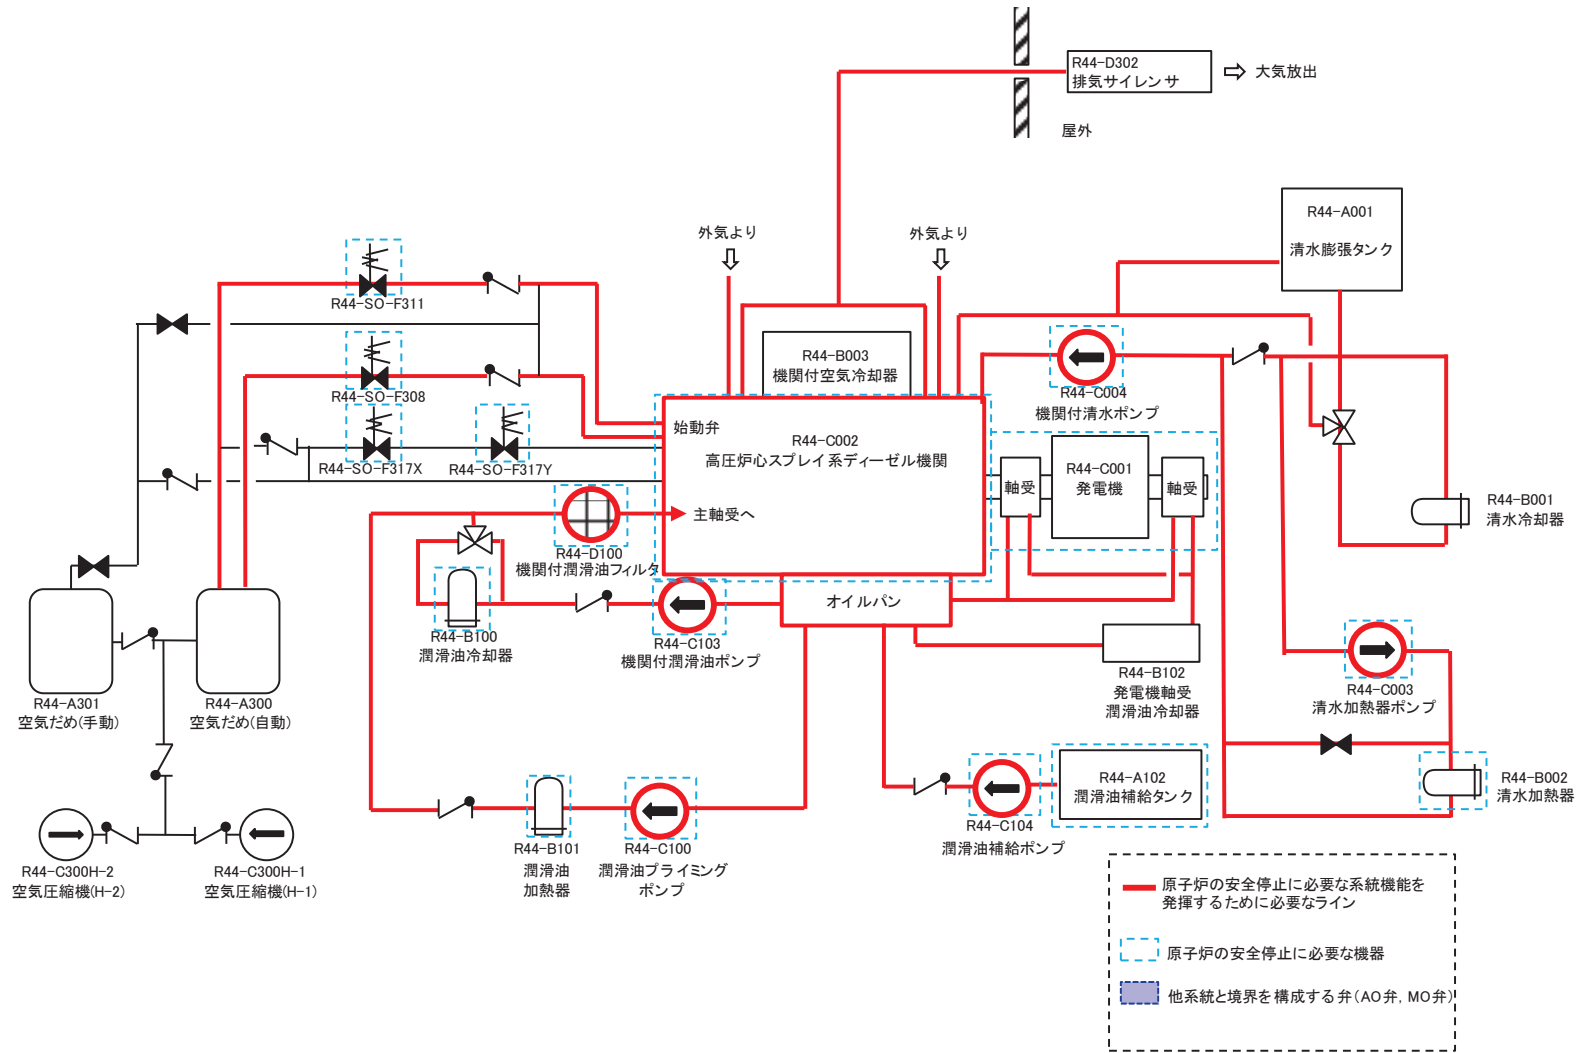 R44-D302
排気サイレンサ
大気放出
屋外
R44-A001
清水膨張タンク
外気より
外気より
R44-SO-F311
R44-B003
機関付空気冷却器
R44-SO-F308
R44-C004
機関付清水ポンプ
始動弁
R44-C002
高圧炉心スプレイ系ディーゼル機関
R44-SO-F317X
R44-SO-F317Y
軸受
R44-C001
発電機
軸受
R44-B001
清水冷却器
主軸受へ
R44-D100
機関付潤滑油フィルタ
オイルパン
R44-B100
潤滑油冷却器
R44-C103
機関付潤滑油ポンプ
R44-B102
発電機軸受
潤滑油冷却器
R44-C003
清水加熱器ポンプ
R44-A301
空気だめ(手動)
R44-A300
空気だめ(自動)
R44-A102
潤滑油補給タンク
R44-B002
清水加熱器
R44-C104
潤滑油補給ポンプ
R44-B101
潤滑油
加熱器
R44-C100
潤滑油プライミング
ポンプ
R44-C300H-2
空気圧縮機(H-2)
R44-C300H-1
空気圧縮機(H-1)
原子炉の安全停止に必要な系統機能を
発揮するために必要なライン
原子炉の安全停止に必要な機器
他系統と境界を構成する弁(AO弁, MO弁)